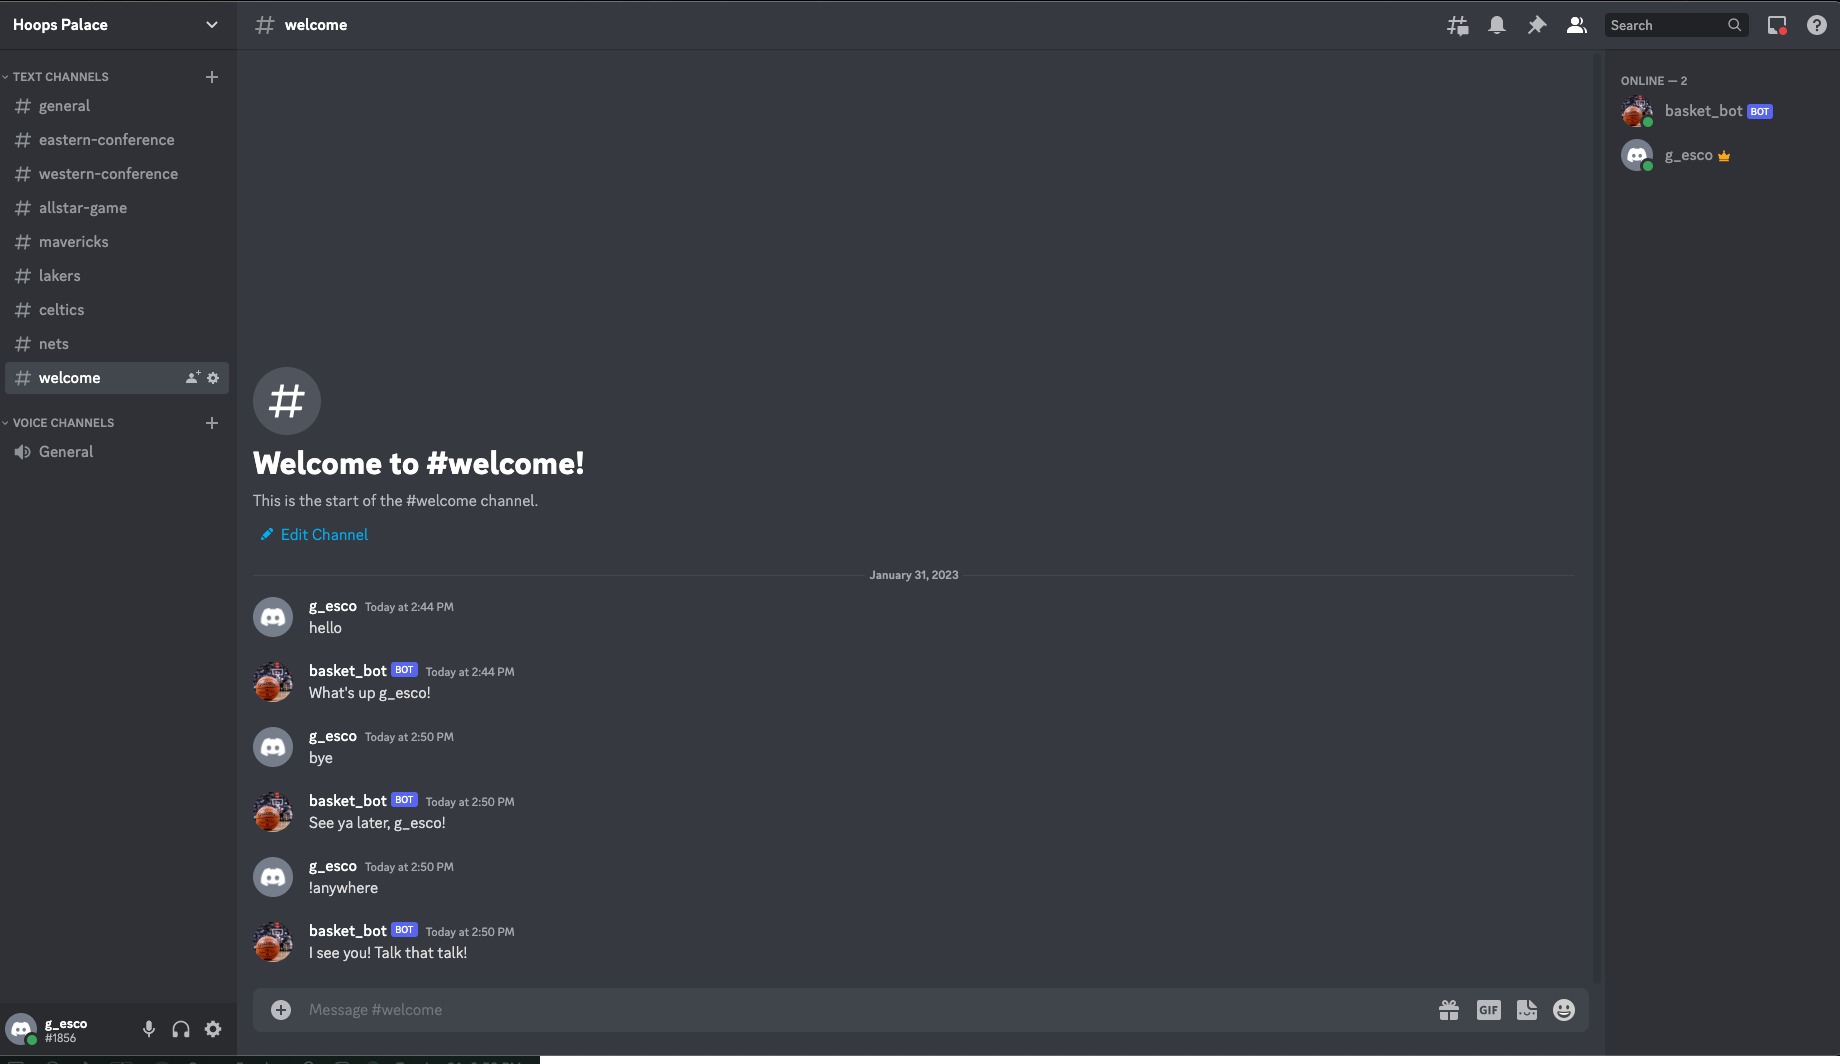 Hoops Palace
TEXT CHANNELS
general
eastern-conference
western-conference
allstar-game
mavericks
lakers
celtics
nets
welcome
VOICE CHANNELS
General
g_esco
#1856
welcome
Search
Welcome to #welcome!
This is the start of the #welcome channel.
Edit Channel
January 31, 2023
g_esco Today at 2:44 PM
hello
basket_bot BOT Today at 2:44 PM
What's up g_esco!
g_esco Today at 2:50 PM
bye
basket_bot BOT Today at 2:50 PM
See ya later, g_esco!
g_esco Today at 2:50 PM
!anywhere
basket_bot BOT Today at 2:50 PM
I see you! Talk that talk!
Message #welcome
GIF
ONLINE — 2
basket_bot BOT
g_esco